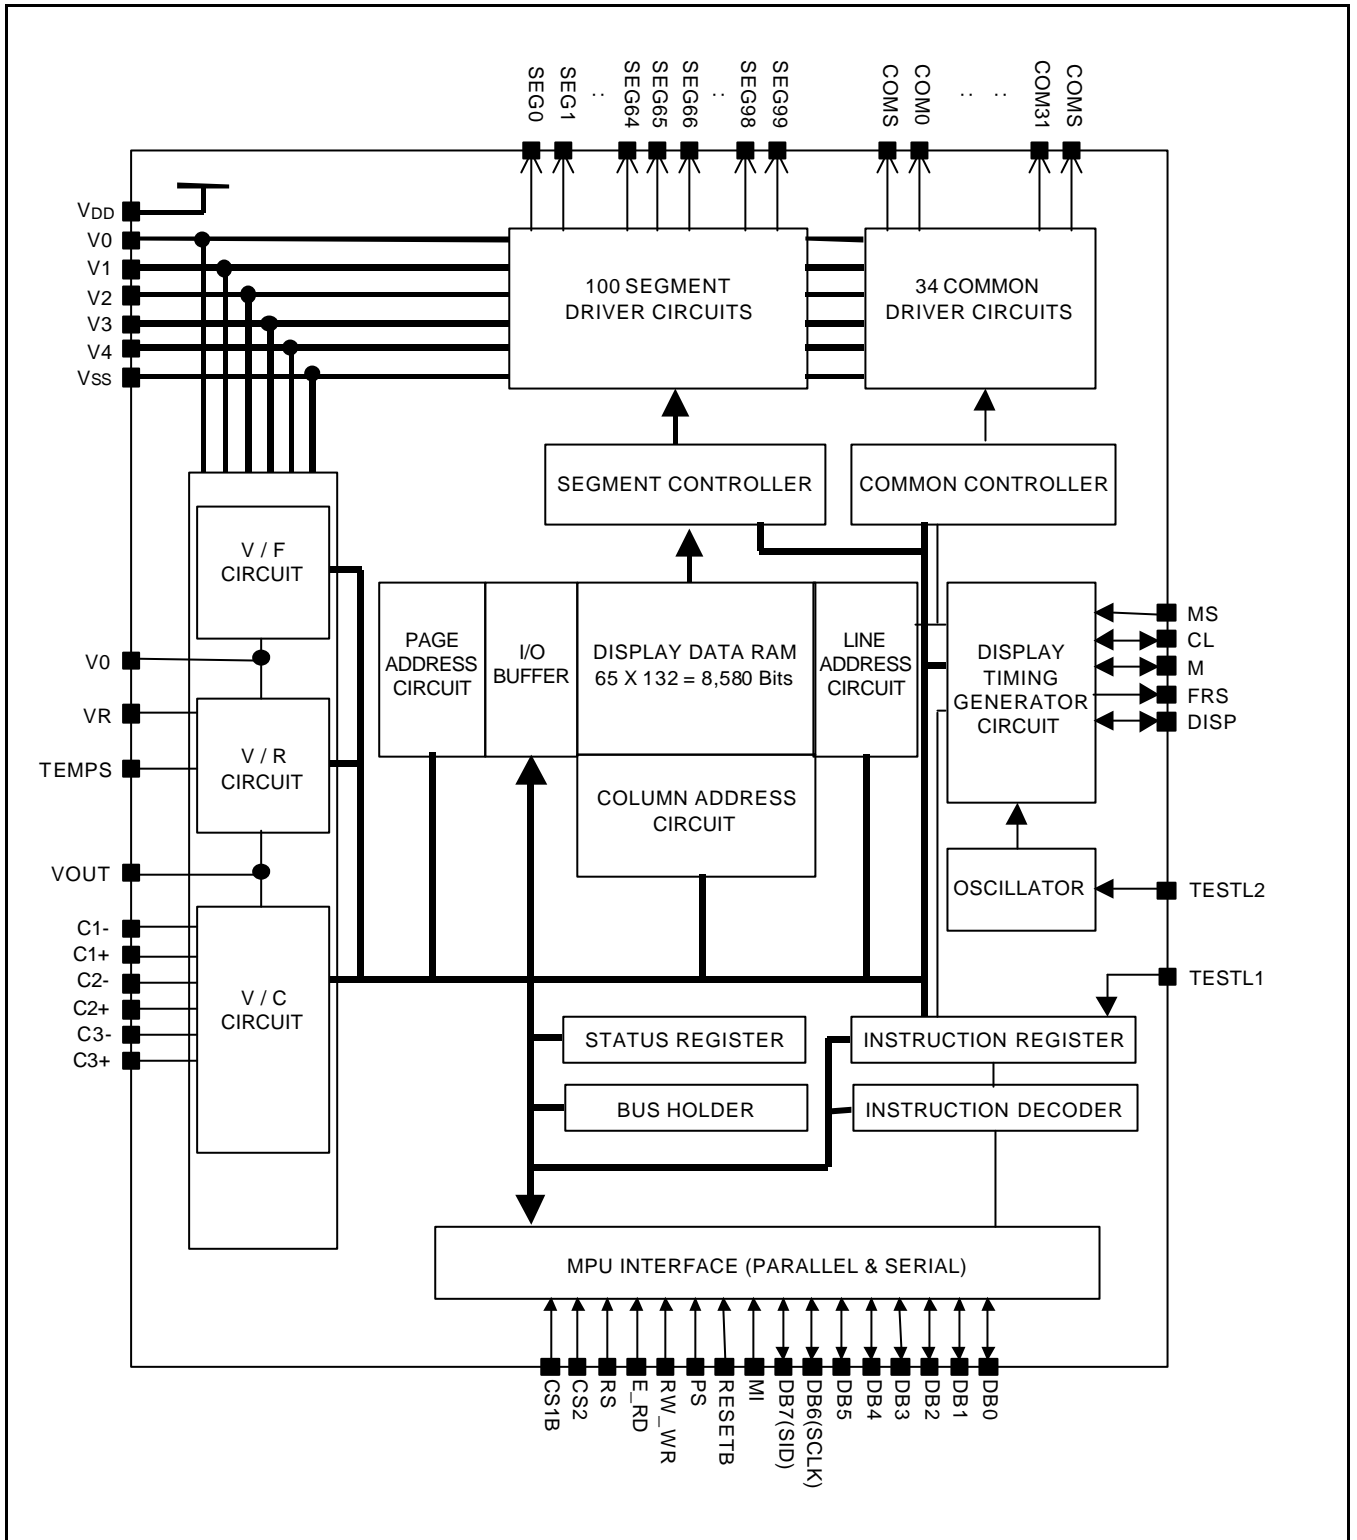 SEG0
SEG1
:
SEG64
SEG65
SEG66
:
SEG98
SEG99
COMS
COM0
:
:
COM31
COMS
VDD
V0
V1
V2
V3
V4
VSS
100 SEGMENT
DRIVER CIRCUITS
34 COMMON
DRIVER CIRCUITS
SEGMENT CONTROLLER
COMMON CONTROLLER
V / F
CIRCUIT
V0
VR
TEMPS
V / R
CIRCUIT
VOUT
C1-
C1+
C2-
C2+
C3-
C3+
V / C
CIRCUIT
PAGE
ADDRESS
CIRCUIT
I/O
BUFFER
DISPLAY DATA RAM
65 X 132 = 8,580 Bits
LINE
ADDRESS
CIRCUIT
COLUMN ADDRESS
CIRCUIT
DISPLAY
TIMING
GENERATOR
CIRCUIT
MS
CL
M
FRS
DISP
OSCILLATOR
TESTL2
TESTL1
STATUS REGISTER
INSTRUCTION REGISTER
BUS HOLDER
INSTRUCTION DECODER
MPU INTERFACE (PARALLEL & SERIAL)
CS1B
CS2
RS
E_RD
RW_WR
PS
RESETB
MI
DB7(SID)
DB6(SCLK)
DB5
DB4
DB3
DB2
DB1
DB0